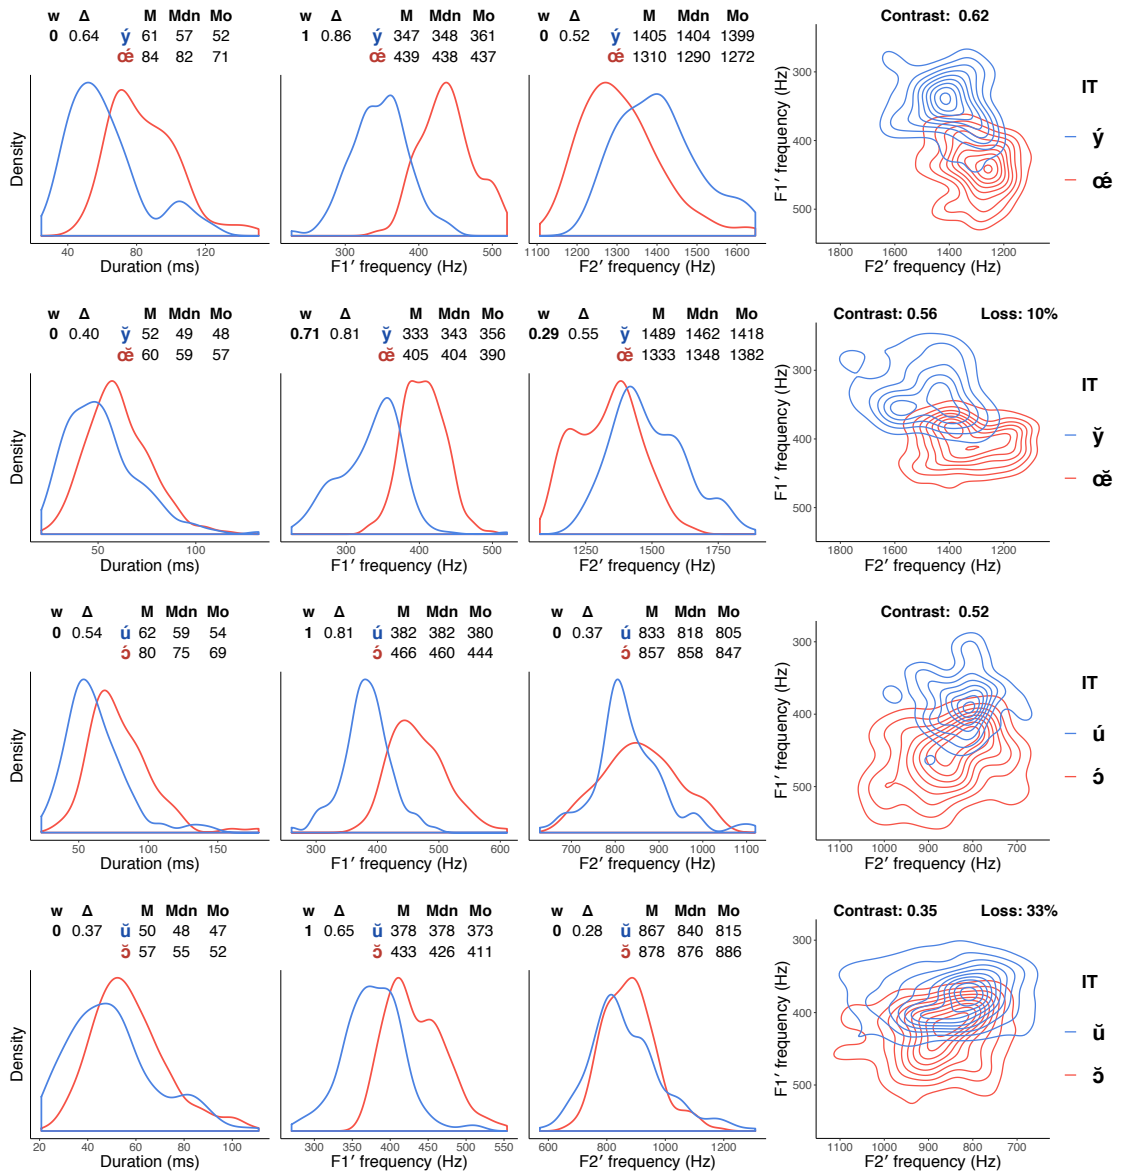 w Δ M Mdn Mo
0 0.64 ý 61 57 52
œ́ 84 82 71
Density
40 80 120
Duration (ms)
w Δ M Mdn Mo
1 0.86 ý 347 348 361
œ́ 439 438 437
300 400 500
F1′ frequency (Hz)
w Δ M Mdn Mo
0 0.52 ý 1405 1404 1399
œ́ 1310 1290 1272
1100 1200 1300 1400 1500 1600
F2′ frequency (Hz)
Contrast: 0.62
F1′ frequency (Hz)
300
400
500
1800 1600 1400 1200
F2′ frequency (Hz)
IT
ý
œ́
w Δ M Mdn Mo
0 0.40 y̆ 52 49 48
œ̆ 60 59 57
Density
50 100
Duration (ms)
w Δ M Mdn Mo
0.71 0.81 y̆ 333 343 356
œ̆ 405 404 390
300 400 500
F1′ frequency (Hz)
w Δ M Mdn Mo
0.29 0.55 y̆ 1489 1462 1418
œ̆ 1333 1348 1382
1250 1500 1750
F2′ frequency (Hz)
Contrast: 0.56 Loss: 10%
F1′ frequency (Hz)
300
400
500
1800 1600 1400 1200
F2′ frequency (Hz)
IT
y̆
œ̆
w Δ M Mdn Mo
0 0.54 ú 62 59 54
ɔ́ 80 75 69
Density
50 100 150
Duration (ms)
w Δ M Mdn Mo
1 0.81 ú 382 382 380
ɔ́ 466 460 444
300 400 500 600
F1′ frequency (Hz)
w Δ M Mdn Mo
0 0.37 ú 833 818 805
ɔ́ 857 858 847
700 800 900 1000 1100
F2′ frequency (Hz)
Contrast: 0.52
F1′ frequency (Hz)
300
400
500
1100 1000 900 800 700
F2′ frequency (Hz)
IT
ú
ɔ́
w Δ M Mdn Mo
0 0.37 ŭ 50 48 47
ɔ̆ 57 55 52
Density
20 40 60 80 100
Duration (ms)
w Δ M Mdn Mo
1 0.65 ŭ 378 378 373
ɔ̆ 433 426 411
300 350 400 450 500 550
F1′ frequency (Hz)
w Δ M Mdn Mo
0 0.28 ŭ 867 840 815
ɔ̆ 878 876 886
600 800 1000 1200
F2′ frequency (Hz)
Contrast: 0.35 Loss: 33%
F1′ frequency (Hz)
300
400
500
1100 1000 900 800 700
F2′ frequency (Hz)
IT
ŭ
ɔ̆